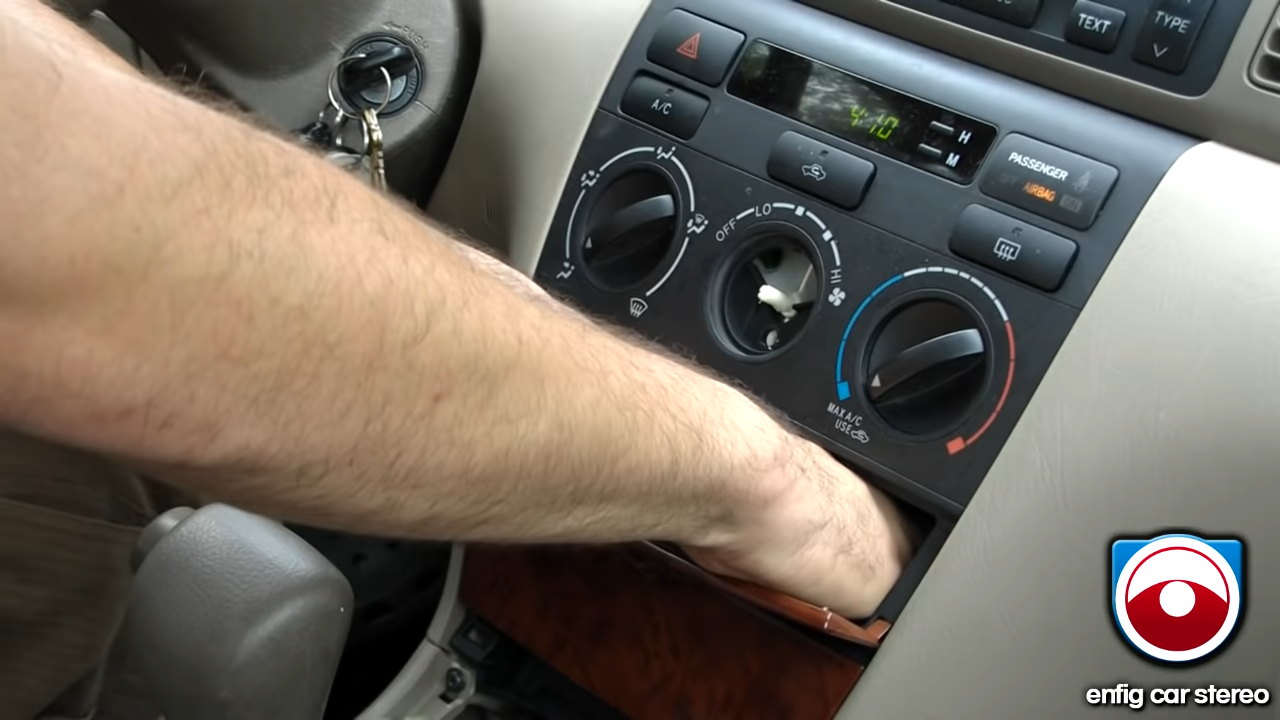 TEXT
TYPE
A/C
4:10
H
M
PASSENGER
AIRBAG
OFF
LO
HI
MAX A/C
USE
enfig car stereo